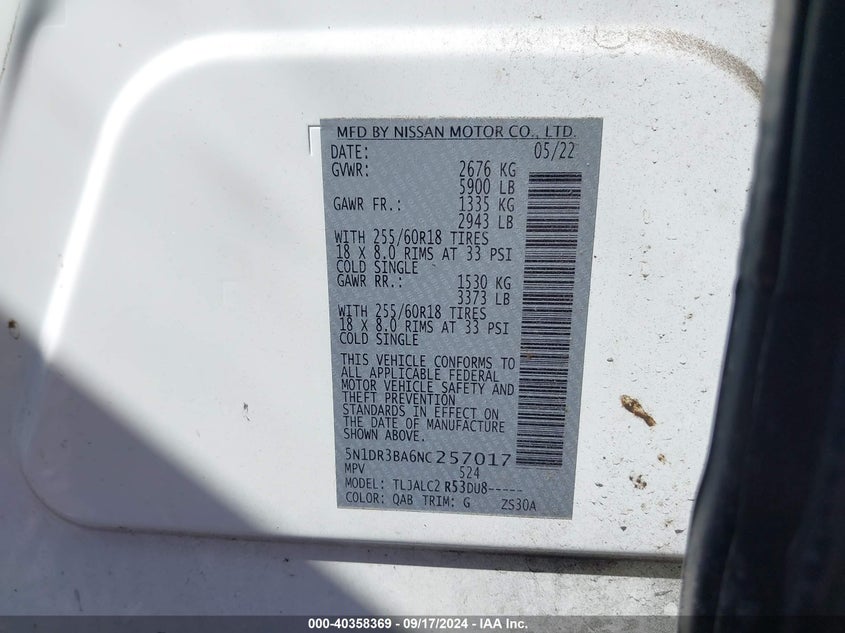 MFD BY NISSAN MOTOR CO., LTD.
DATE: 05/22
GVWR: 2676 KG
5900 LB
GAWR FR.: 1335 KG
2943 LB
WITH 255/60R18 TIRES
18 X 8.0 RIMS AT 33 PSI
COLD SINGLE
GAWR RR.: 1530 KG
3373 LB
WITH 255/60R18 TIRES
18 X 8.0 RIMS AT 33 PSI
COLD SINGLE
THIS VEHICLE CONFORMS TO
ALL APPLICABLE FEDERAL
MOTOR VEHICLE SAFETY AND
THEFT PREVENTION
STANDARDS IN EFFECT ON
THE DATE OF MANUFACTURE
SHOWN ABOVE.
5N1DR3BA6NC257017
MPV 524
MODEL: TLJALC2 R53DU8-----
COLOR: QAB TRIM: G ZS30A
000-40358369 - 09/17/2024 - IAA Inc.